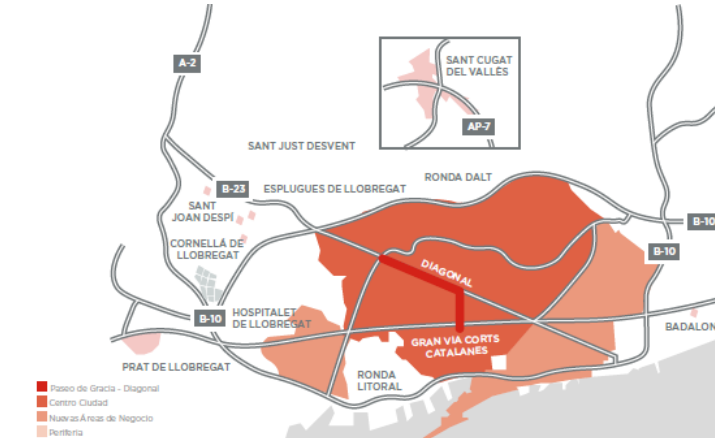 A-2
SANT CUGAT
DEL VALLÈS
AP-7
SANT JUST DESVENT
RONDA DALT
B-23
ESPLUGUES DE LLOBREGAT
SANT
JOAN DESPÍ
B-10
CORNELLÁ DE
LLOBREGAT
B-10
DIAGONAL
B-10
HOSPITALET
DE LLOBREGAT
BADALON
GRAN VÍA CORTS
CATALANES
PRAT DE LLOBREGAT
RONDA
LITORAL
Paseo de Gracia - Diagonal
Centro Ciudad
Nuevas Áreas de Negocio
Periferia